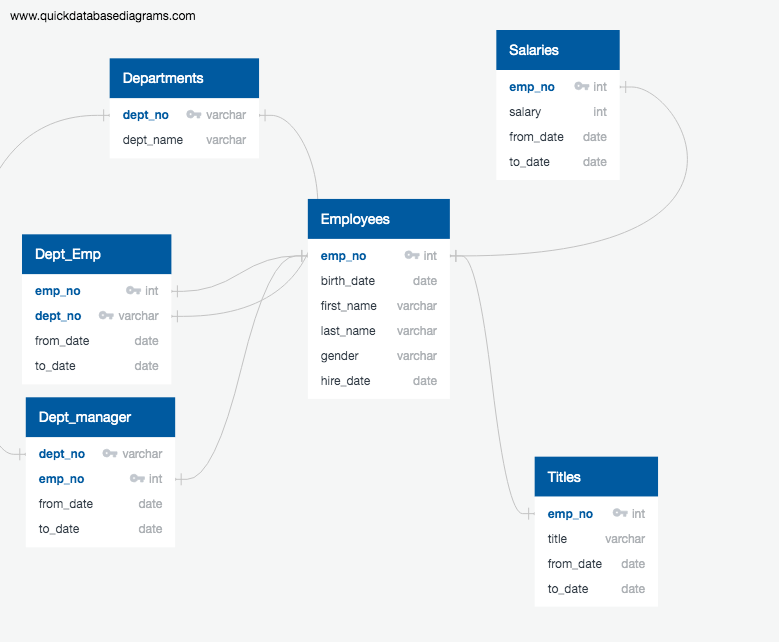 www.quickdatabasediagrams.com
Salaries
emp_no int
salary int
from_date date
to_date date
Departments
dept_no varchar
dept_name varchar
Employees
emp_no int
birth_date date
first_name varchar
last_name varchar
gender varchar
hire_date date
Dept_Emp
emp_no int
dept_no varchar
from_date date
to_date date
Dept_manager
dept_no varchar
emp_no int
from_date date
to_date date
Titles
emp_no int
title varchar
from_date date
to_date date